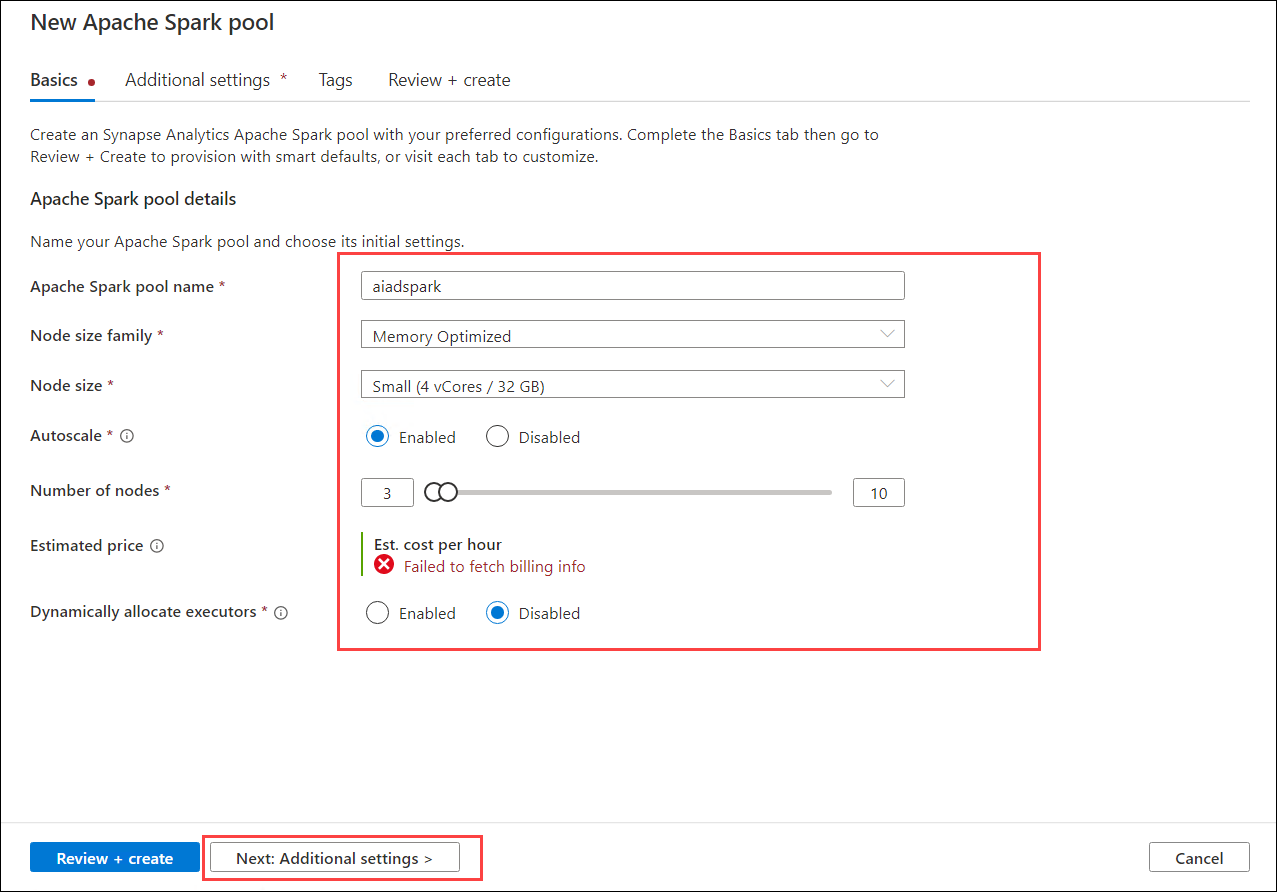 New Apache Spark pool
Basics Additional settings * Tags Review + create
Create an Synapse Analytics Apache Spark pool with your preferred configurations. Complete the Basics tab then go to
Review + Create to provision with smart defaults, or visit each tab to customize.
Apache Spark pool details
Name your Apache Spark pool and choose its initial settings.
Apache Spark pool name * aiadspark
Node size family * Memory Optimized
Node size * Small (4 vCores / 32 GB)
Autoscale * Enabled Disabled
Number of nodes * 3 10
Estimated price Est. cost per hour
Failed to fetch billing info
Dynamically allocate executors * Enabled Disabled
Review + create Next: Additional settings > Cancel